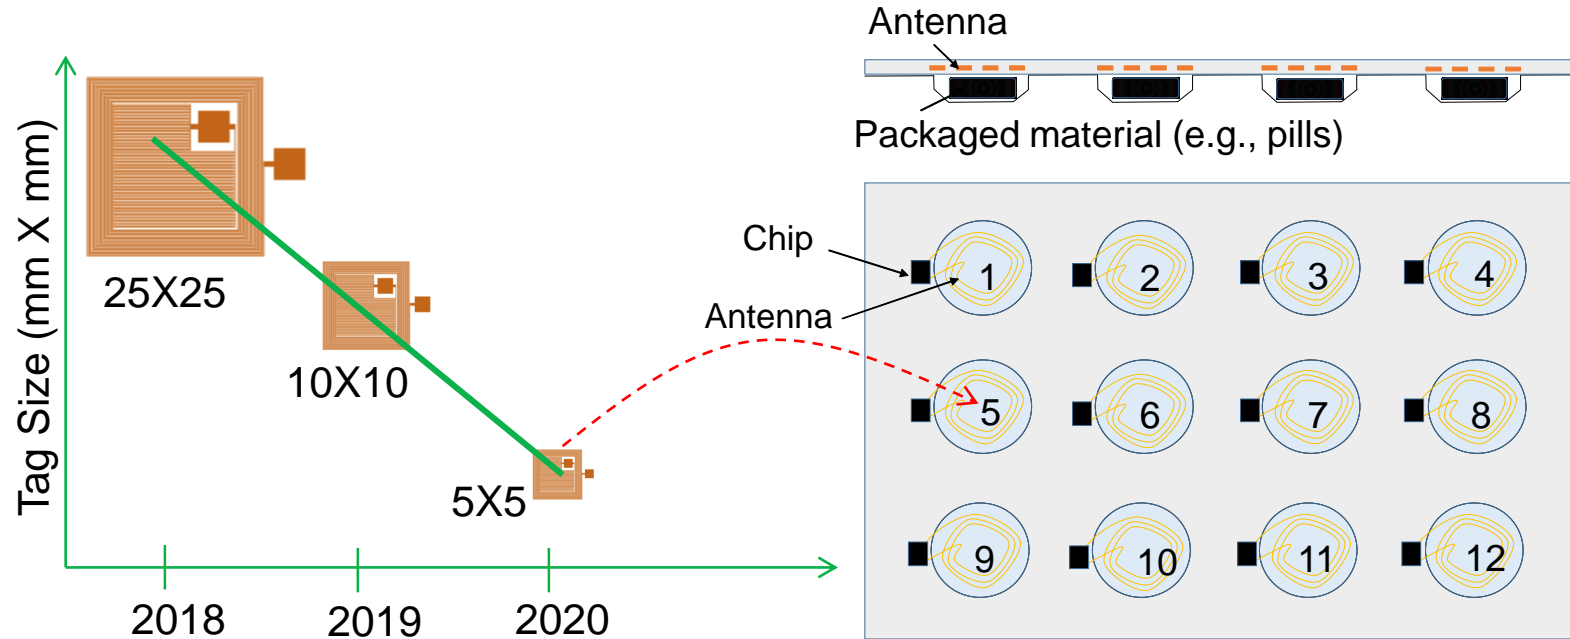 Tag Size (mm X mm)
25X25
10X10
5X5
2018
2019
2020
Antenna
Packaged material (e.g., pills)
Chip
Antenna
1
2
3
4
5
6
7
8
9
10
11
12